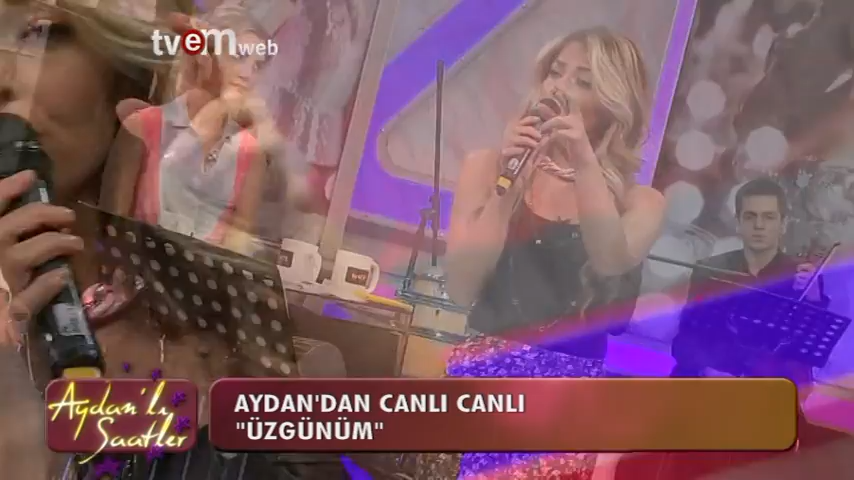 tvem web
Aydan'lı
Saatler
AYDAN'DAN CANLI CANLI
"ÜZGÜNÜM"